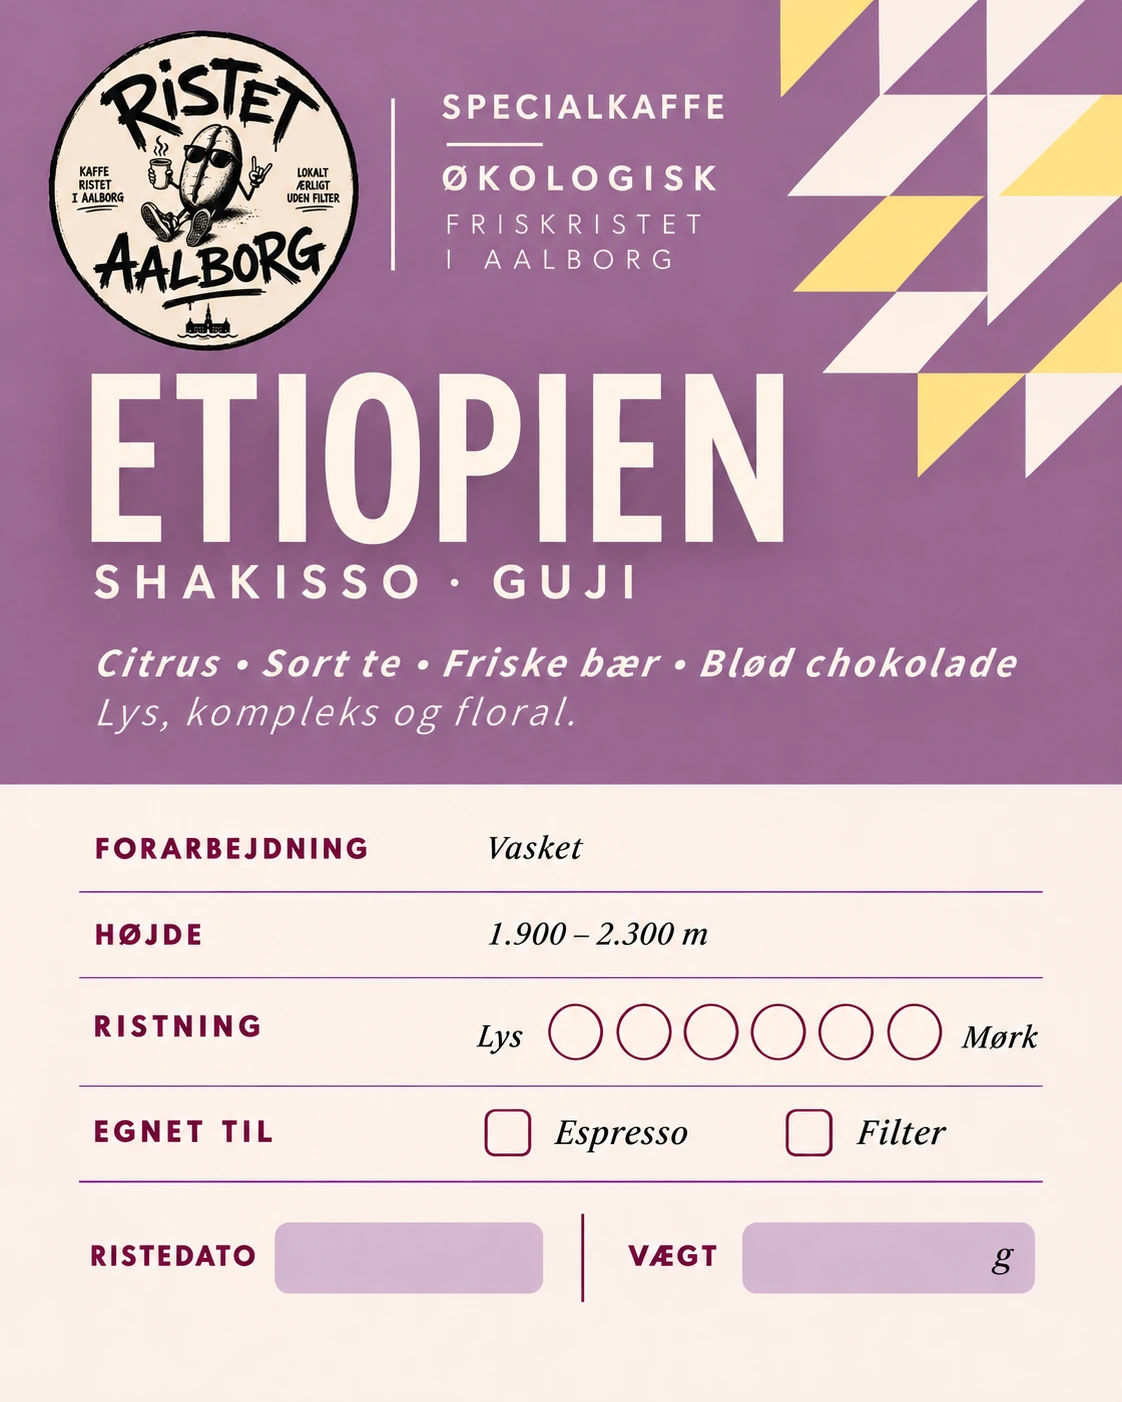 RISTET
KAFFE
RISTET
I AALBORG
LOKALT
ÆRLIGT
UDEN FILTER
AALBORG
SPECIALKAFFE
ØKOLOGISK
FRISKRISTET
I AALBORG
ETIOPIEN
SHAKISSO · GUJI
Citrus • Sort te • Friske bær • Blød chokolade
Lys, kompleks og floral.
FORARBEJDNING Vasket
HØJDE 1.900 – 2.300 m
RISTNING Lys Mørk
EGNET TIL Espresso Filter
RISTEDATO VÆGT g